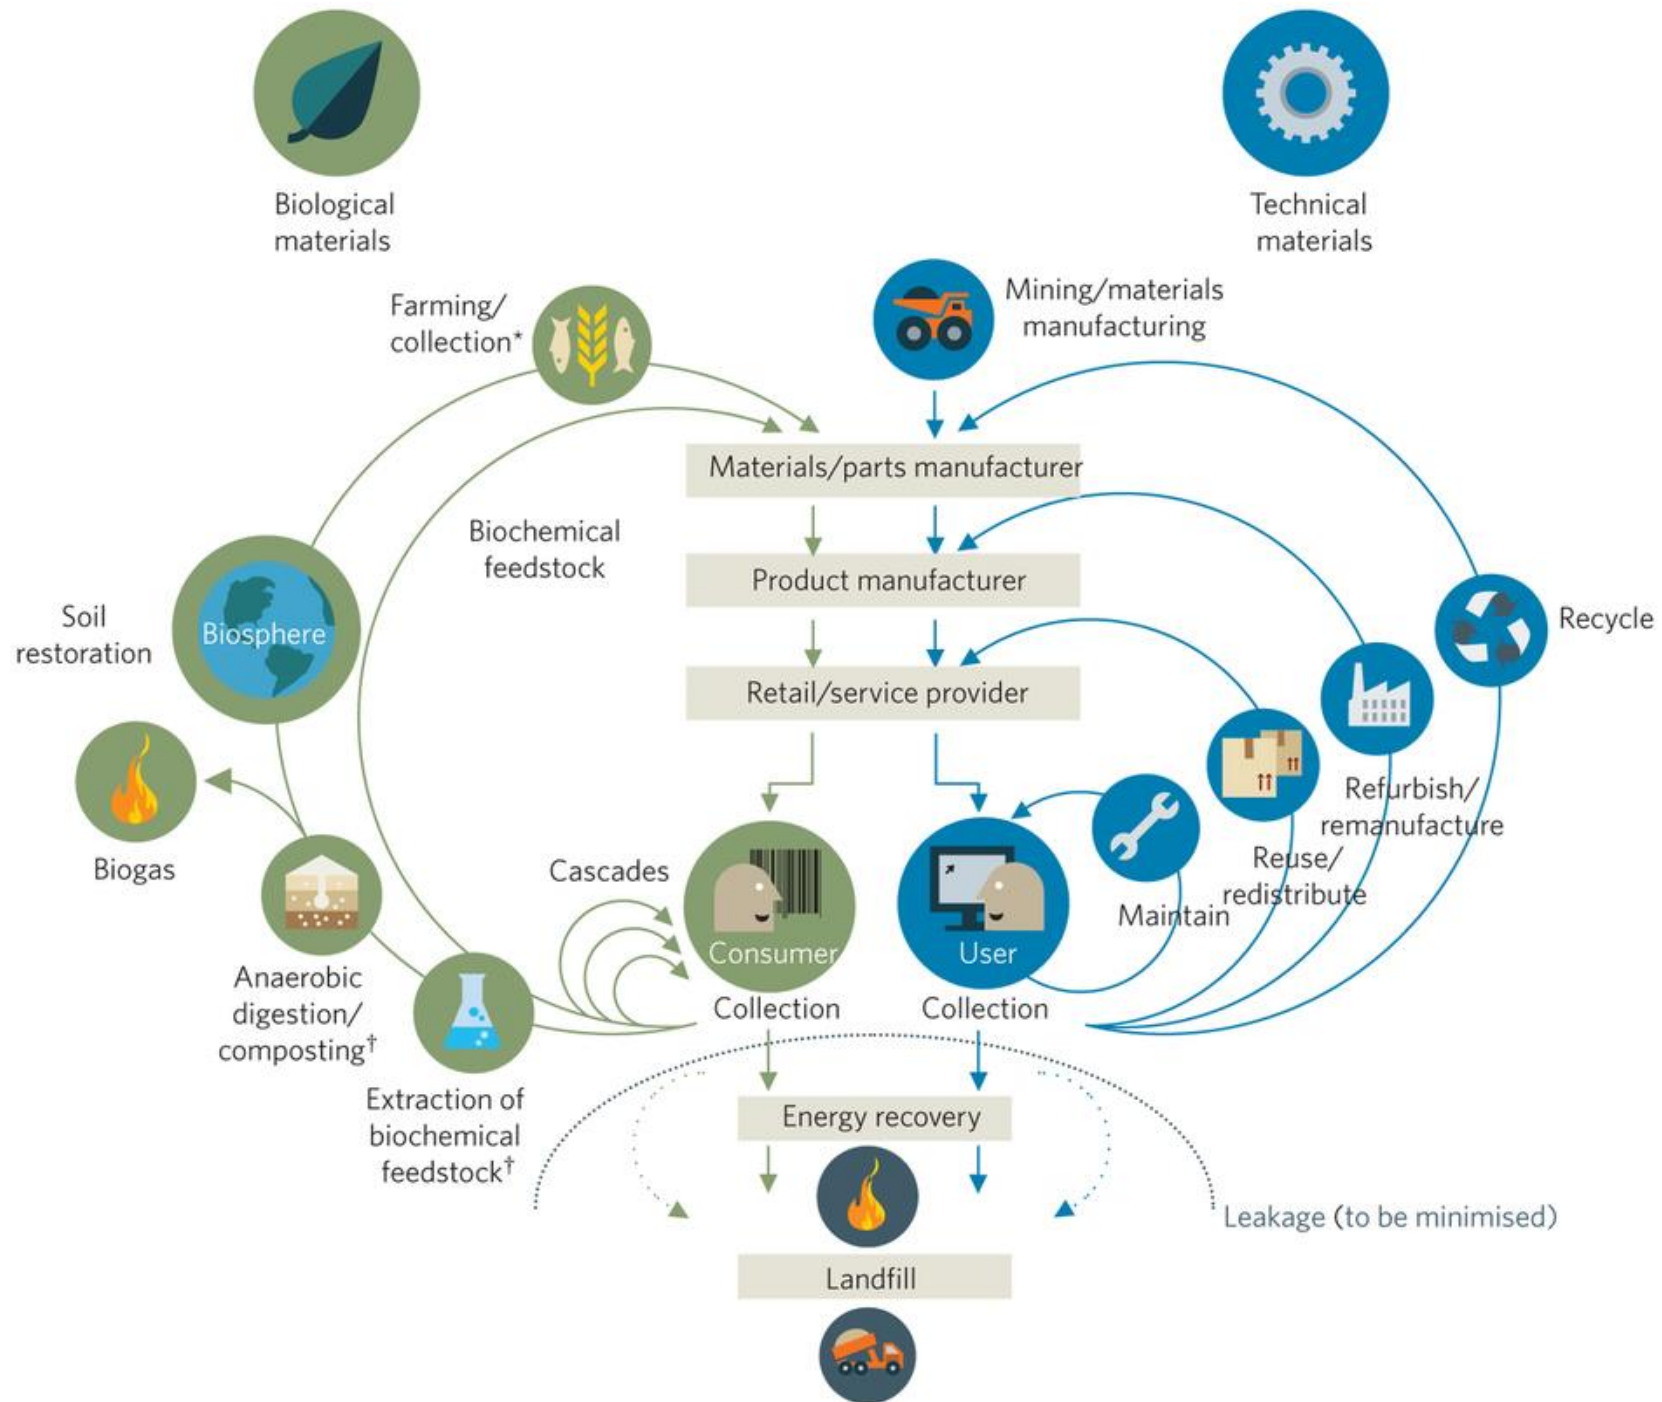 Biological
materials
Technical
materials
Farming/
collection*
Mining/materials
manufacturing
Materials/parts manufacturer
Biochemical
feedstock
Product manufacturer
Soil
restoration
Biosphere
Recycle
Retail/service provider
Biogas
Refurbish/
remanufacture
Cascades
Reuse/
redistribute
Maintain
Consumer
User
Collection
Collection
Anaerobic
digestion/
composting†
Extraction of
biochemical
feedstock†
Energy recovery
Leakage (to be minimised)
Landfill